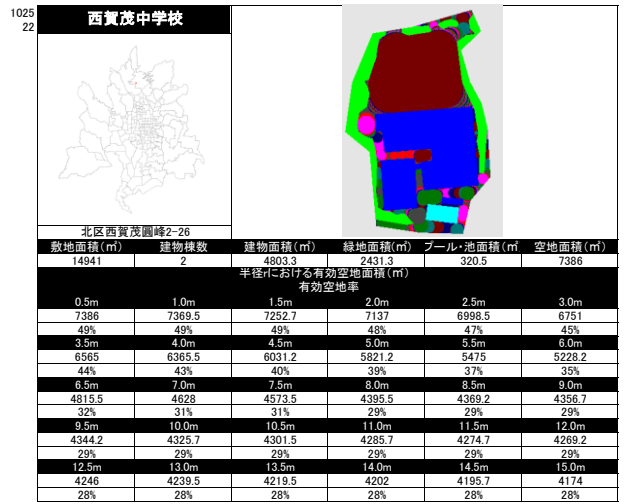 1025
22
西賀茂中学校
北区西賀茂圓峰2-26
敷地面積(㎡) 建物棟数 建物面積(㎡) 緑地面積(㎡) プール・池面積(㎡ 空地面積(㎡)
14941 2 4803.3 2431.3 320.5 7386
半径rにおける有効空地面積(㎡)
有効空地率
0.5m 1.0m 1.5m 2.0m 2.5m 3.0m
7386 7369.5 7252.7 7137 6998.5 6751
49% 49% 49% 48% 47% 45%
3.5m 4.0m 4.5m 5.0m 5.5m 6.0m
6565 6365.5 6031.2 5821.2 5475 5228.2
44% 43% 40% 39% 37% 35%
6.5m 7.0m 7.5m 8.0m 8.5m 9.0m
4815.5 4628 4573.5 4395.5 4369.2 4356.7
32% 31% 31% 29% 29% 29%
9.5m 10.0m 10.5m 11.0m 11.5m 12.0m
4344.2 4325.7 4301.5 4285.7 4274.7 4269.2
29% 29% 29% 29% 29% 29%
12.5m 13.0m 13.5m 14.0m 14.5m 15.0m
4246 4239.5 4219.5 4202 4195.7 4174
28% 28% 28% 28% 28% 28%